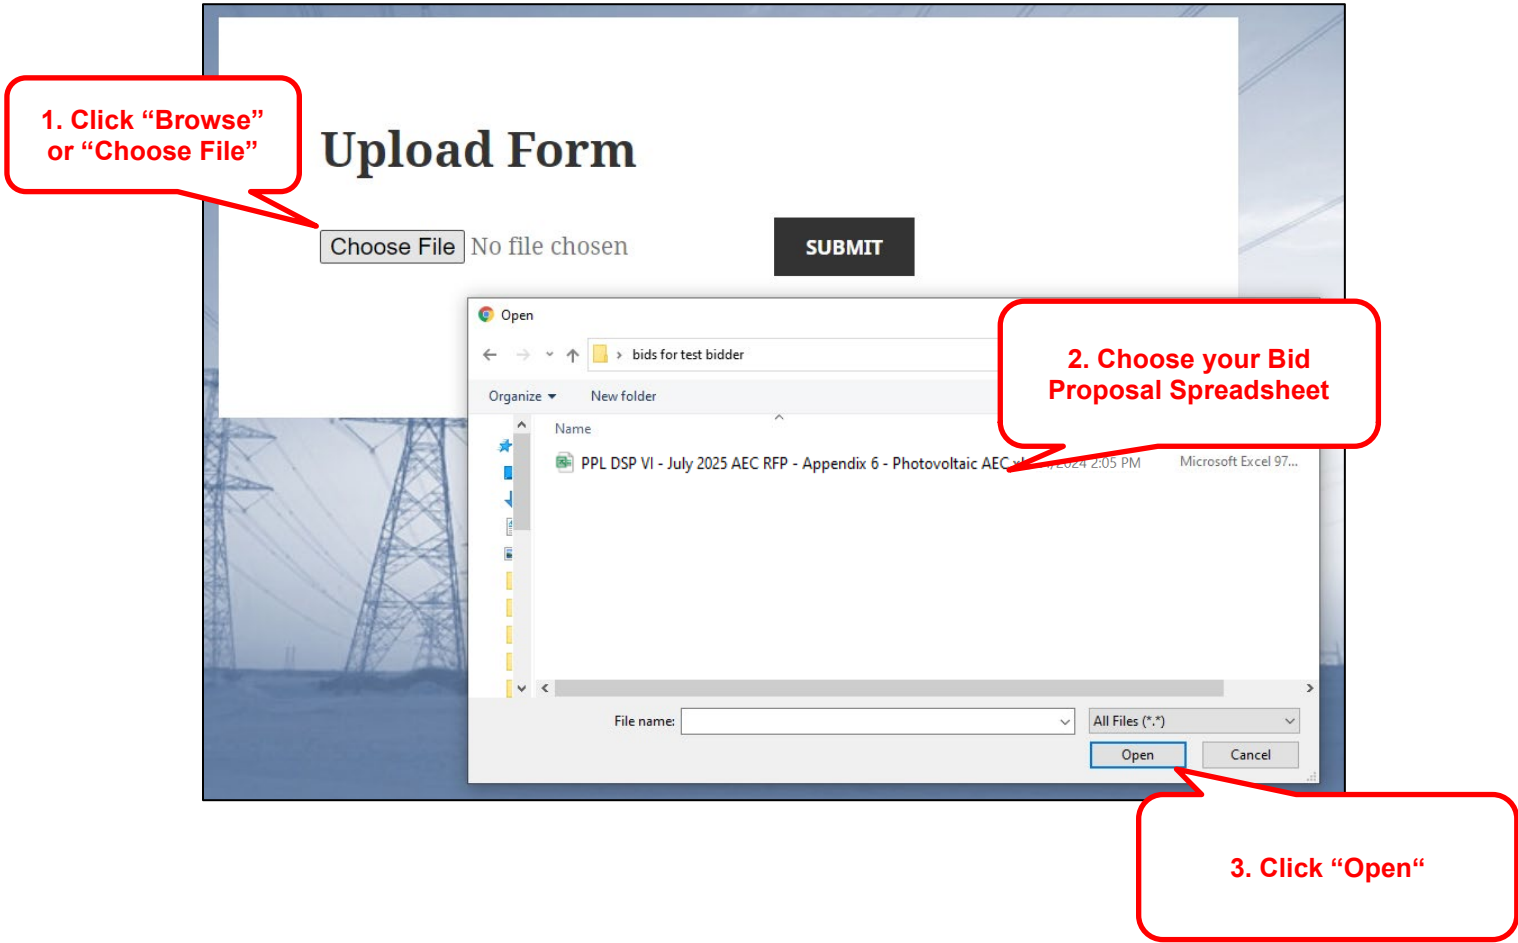 1. Click “Browse”
or “Choose File”
Upload Form
Choose File No file chosen
SUBMIT
Open
bids for test bidder
2. Choose your Bid
Proposal Spreadsheet
Organize
New folder
Name
PPL DSP VI - July 2025 AEC RFP - Appendix 6 - Photovoltaic AEC
2:05 PM
Microsoft Excel 97...
File name:
All Files (*.*)
Open
Cancel
3. Click “Open“